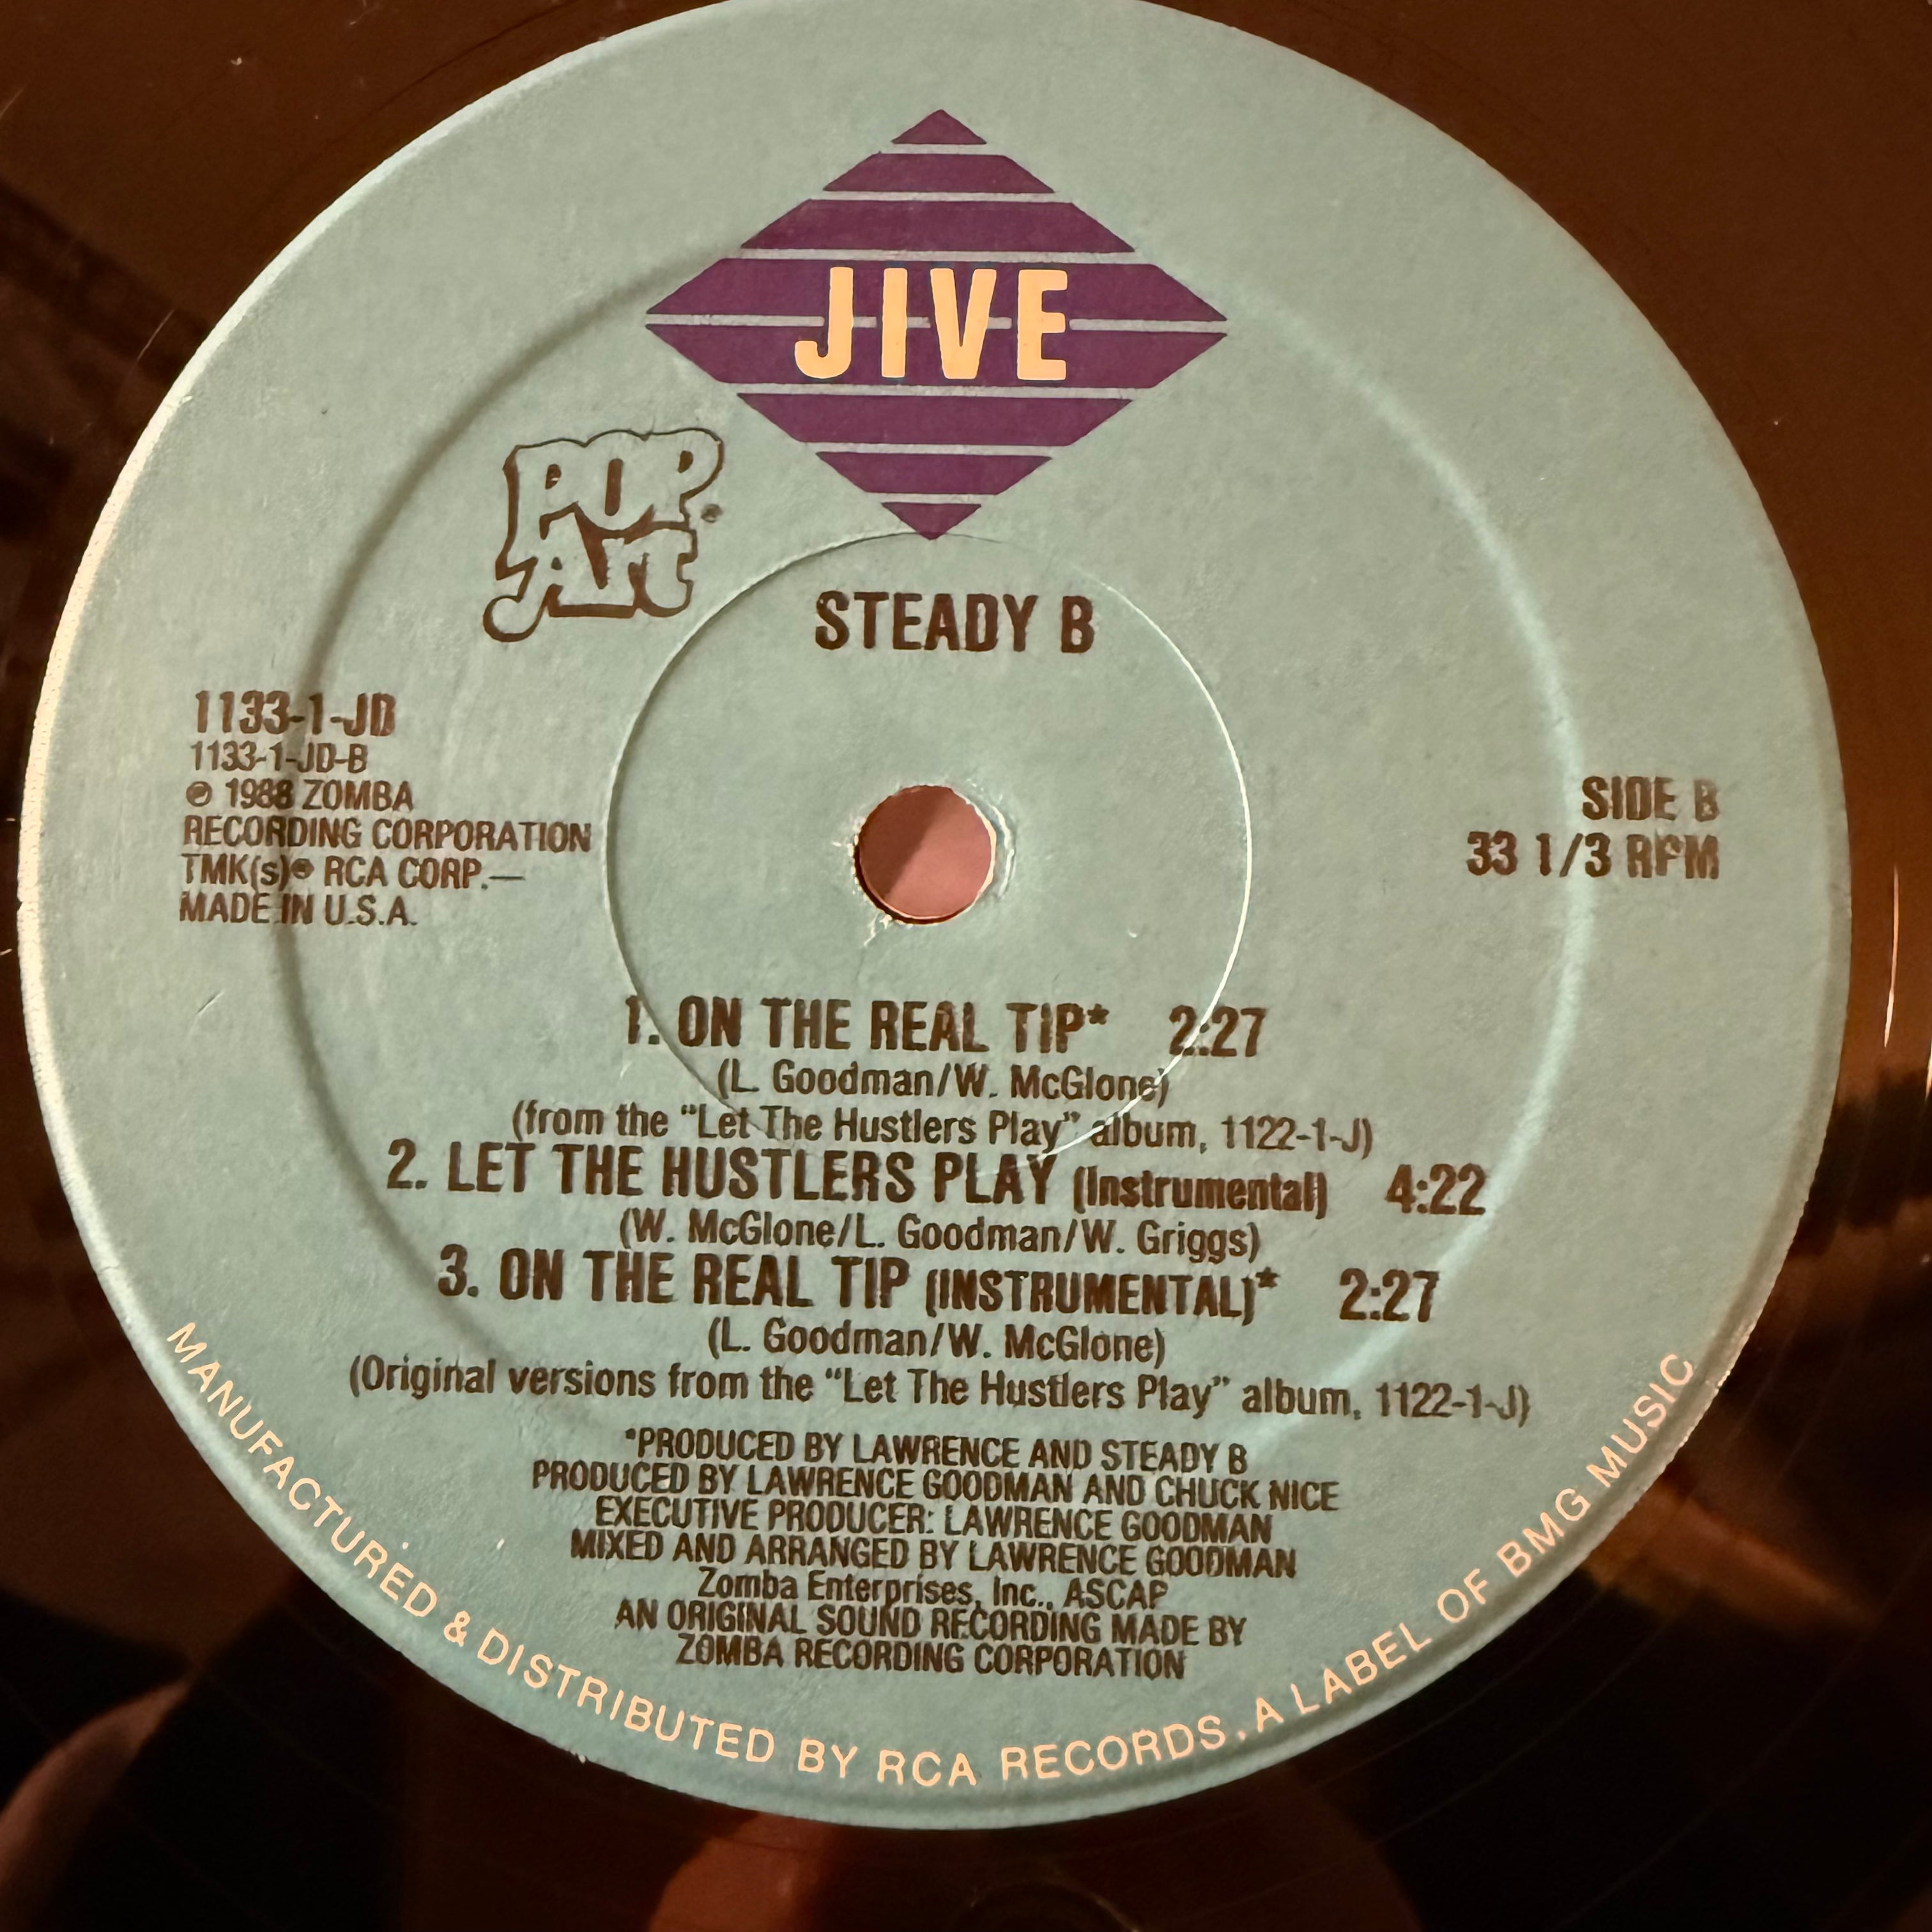 JIVE
POP
Art
STEADY B
1133-1-JD
1133-1-JD-B
℗ 1988 ZOMBA
RECORDING CORPORATION
TMK(s)® RCA CORP.—
MADE IN U.S.A.
SIDE B
33 1/3 RPM
1. ON THE REAL TIP* 2:27
(L. Goodman/W. McGlone)
(from the “Let The Hustlers Play” album, 1122-1-J)
2. LET THE HUSTLERS PLAY (Instrumental) 4:22
(W. McGlone/L. Goodman/W. Griggs)
3. ON THE REAL TIP (INSTRUMENTAL)* 2:27
(L. Goodman/W. McGlone)
(Original versions from the “Let The Hustlers Play” album, 1122-1-J)
*PRODUCED BY LAWRENCE AND STEADY B
PRODUCED BY LAWRENCE GOODMAN AND CHUCK NICE
EXECUTIVE PRODUCER: LAWRENCE GOODMAN
MIXED AND ARRANGED BY LAWRENCE GOODMAN
Zomba Enterprises, Inc., ASCAP
AN ORIGINAL SOUND RECORDING MADE BY
ZOMBA RECORDING CORPORATION
MANUFACTURED & DISTRIBUTED BY RCA RECORDS, A LABEL OF BMG MUSIC